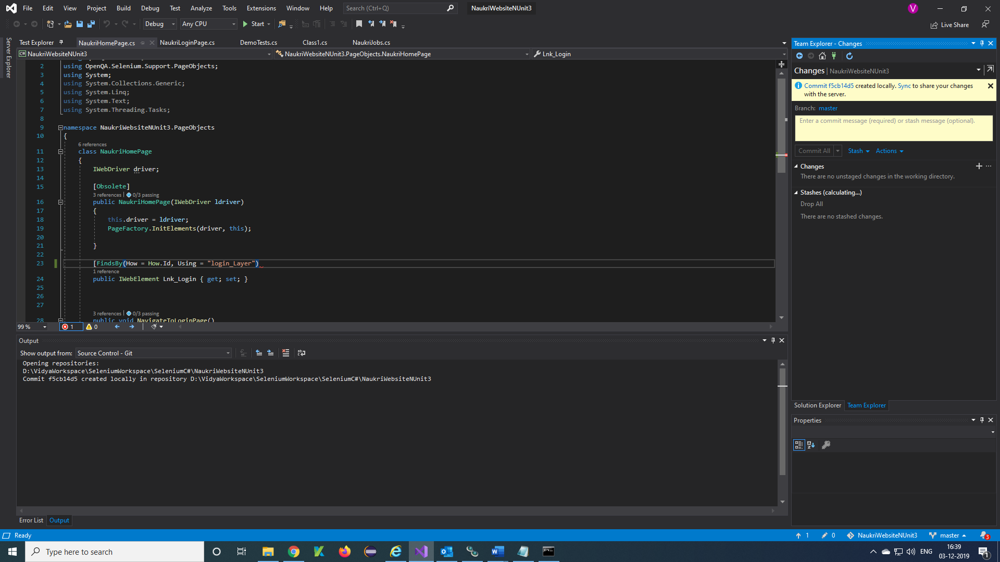 File Edit View Project Build Debug Test Analyze Tools Extensions Window Help Search (Ctrl+Q) NaukriWebsiteNUnit3 V
Debug Any CPU Start Live Share
Server Explorer
Test Explorer NaukriHomePage.cs NaukriLoginPage.cs DemoTests.cs Class1.cs NaukriJobs.cs
NaukriWebsiteNUnit3 NaukriWebsiteNUnit3.PageObjects.NaukriHomePage Lnk_Login
2 using OpenQA.Selenium.Support.PageObjects;
3 using System;
4 using System.Collections.Generic;
5 using System.Linq;
6 using System.Text;
7 using System.Threading.Tasks;
8
9 namespace NaukriWebsiteNUnit3.PageObjects
10 {
6 references
11 class NaukriHomePage
12 {
13 IWebDriver driver;
14
15 [Obsolete]
3 references | 0/3 passing
16 public NaukriHomePage(IWebDriver ldriver)
17 {
18 this.driver = ldriver;
19 PageFactory.InitElements(driver, this);
20
21 }
22
23 [FindsBy(How = How.Id, Using = "login_Layer")
1 reference
24 public IWebElement Lnk_Login { get; set; }
25
26
27
3 references | 0/3 passing
28 public void NavigateToLoginPage()
99 % 1 0
Output
Show output from: Source Control - Git
Opening repositories:
D:\VidyaWorkspace\SeleniumWorkspace\SeleniumC#\NaukriWebsiteNUnit3
Commit f5cb14d5 created locally in repository D:\VidyaWorkspace\SeleniumWorkspace\SeleniumC#\NaukriWebsiteNUnit3
Error List Output
Team Explorer - Changes
Changes | NaukriWebsiteNUnit3
Commit f5cb14d5 created locally. Sync to share your changes
with the server.
Branch: master
Enter a commit message (required) or stash message (optional).
Commit All Stash Actions
Changes
There are no unstaged changes in the working directory.
Stashes (calculating...)
Drop All
There are no stashed changes.
Solution Explorer Team Explorer
Properties
Ready 1 0 NaukriWebsiteNUnit3 master 3
Type here to search
ENG 16:39
03-12-2019
1